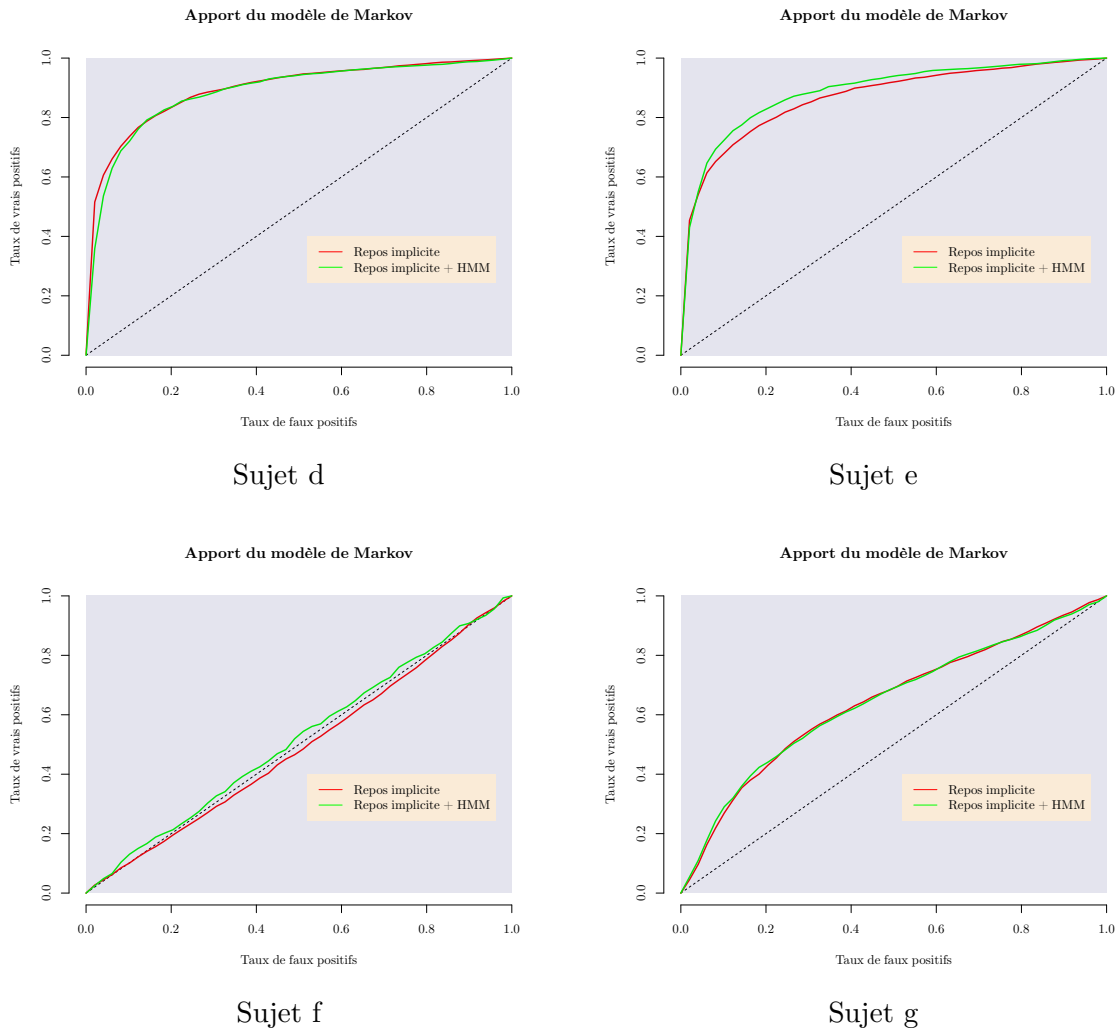 Apport du modèle de Markov
Taux de vrais positifs
1.0
0.8
0.6
0.4
0.2
0.0
Repos implicite
Repos implicite + HMM
0.0 0.2 0.4 0.6 0.8 1.0
Taux de faux positifs
Sujet d
Apport du modèle de Markov
Taux de vrais positifs
1.0
0.8
0.6
0.4
0.2
0.0
Repos implicite
Repos implicite + HMM
0.0 0.2 0.4 0.6 0.8 1.0
Taux de faux positifs
Sujet e
Apport du modèle de Markov
Taux de vrais positifs
1.0
0.8
0.6
0.4
0.2
0.0
Repos implicite
Repos implicite + HMM
0.0 0.2 0.4 0.6 0.8 1.0
Taux de faux positifs
Sujet f
Apport du modèle de Markov
Taux de vrais positifs
1.0
0.8
0.6
0.4
0.2
0.0
Repos implicite
Repos implicite + HMM
0.0 0.2 0.4 0.6 0.8 1.0
Taux de faux positifs
Sujet g